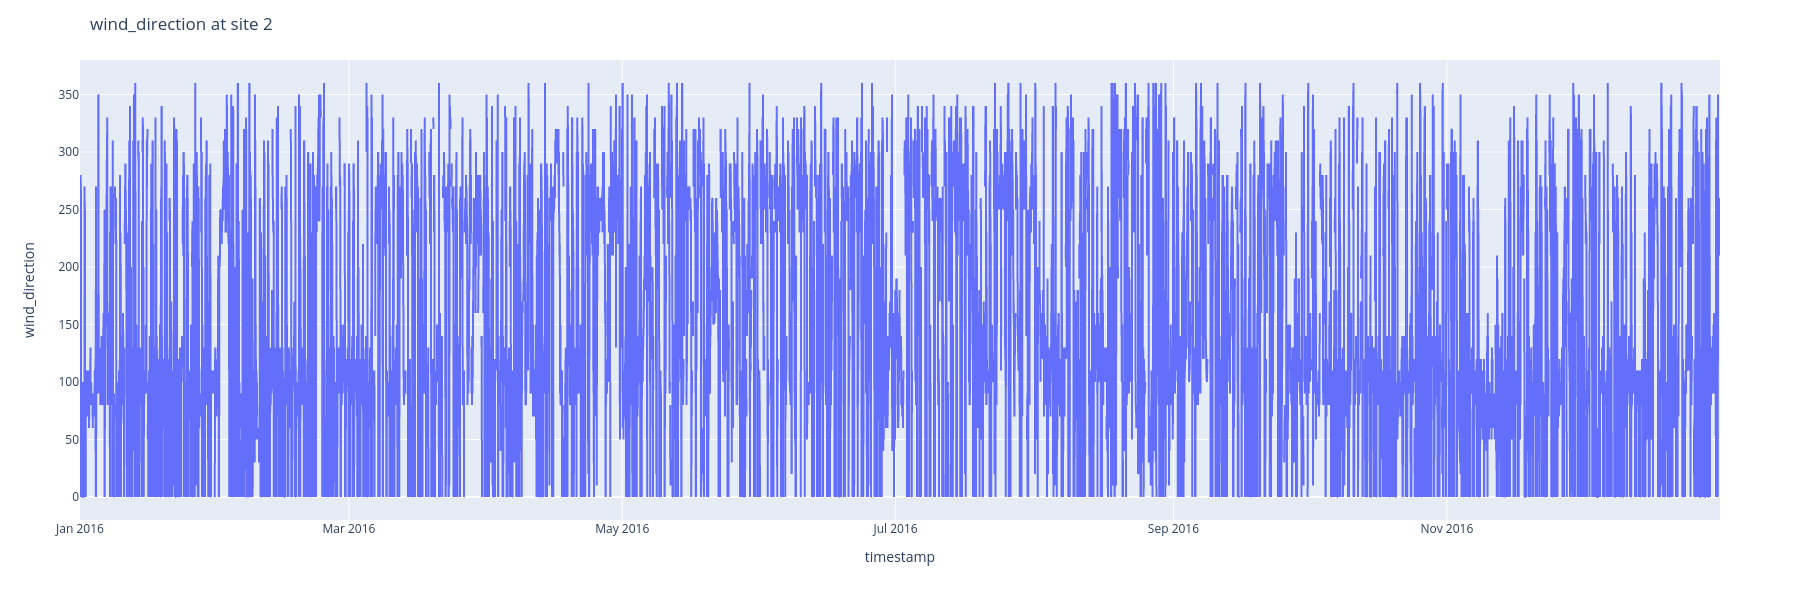 wind_direction at site 2
350
300
250
200
150
100
50
0
wind_direction
Jan 2016
Mar 2016
May 2016
Jul 2016
Sep 2016
Nov 2016
timestamp